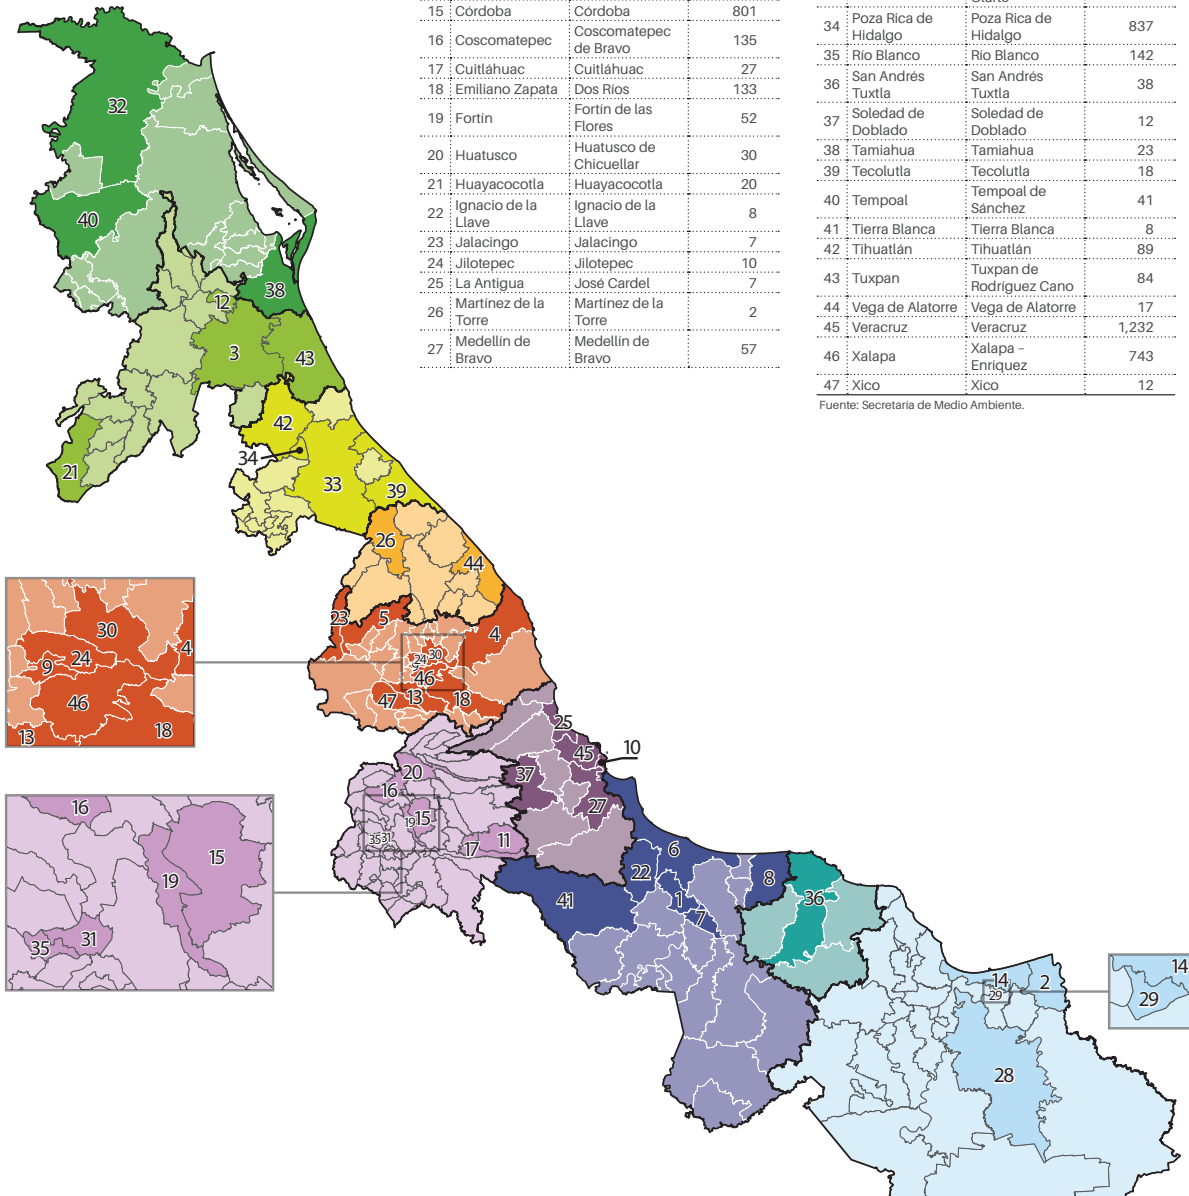 15 Córdoba Córdoba 801
16 Coscomatepec Coscomatepec de Bravo 135
17 Cuitláhuac Cuitláhuac 27
18 Emiliano Zapata Dos Ríos 133
19 Fortín Fortín de las Flores 52
20 Huatusco Huatusco de Chicuellar 30
21 Huayacocotla Huayacocotla 20
22 Ignacio de la Llave Ignacio de la Llave 8
23 Jalacingo Jalacingo 7
24 Jilotepec Jilotepec 10
25 La Antigua José Cardel 7
26 Martínez de la Torre Martínez de la Torre 2
27 Medellín de Bravo Medellín de Bravo 57
34 Poza Rica de Hidalgo Poza Rica de Hidalgo 837
35 Río Blanco Río Blanco 142
36 San Andrés Tuxtla San Andrés Tuxtla 38
37 Soledad de Doblado Soledad de Doblado 12
38 Tamiahua Tamiahua 23
39 Tecolutla Tecolutla 18
40 Tempoal Tempoal de Sánchez 41
41 Tierra Blanca Tierra Blanca 8
42 Tihuatlán Tihuatlán 89
43 Tuxpan Tuxpan de Rodríguez Cano 84
44 Vega de Alatorre Vega de Alatorre 17
45 Veracruz Veracruz 1,232
46 Xalapa Xalapa – Enríquez 743
47 Xico Xico 12
Fuente: Secretaría de Medio Ambiente.
32
40
38
12
3
43
42
34
21
33
39
26
44
23
5
4
24
30
9
46
47
13
18
30
4
9
24
46
13
18
25
45
10
37
27
20
16
19
15
35
31
17
11
16
15
19
35
31
6
22
41
1
7
8
36
14
29
2
28
14
29